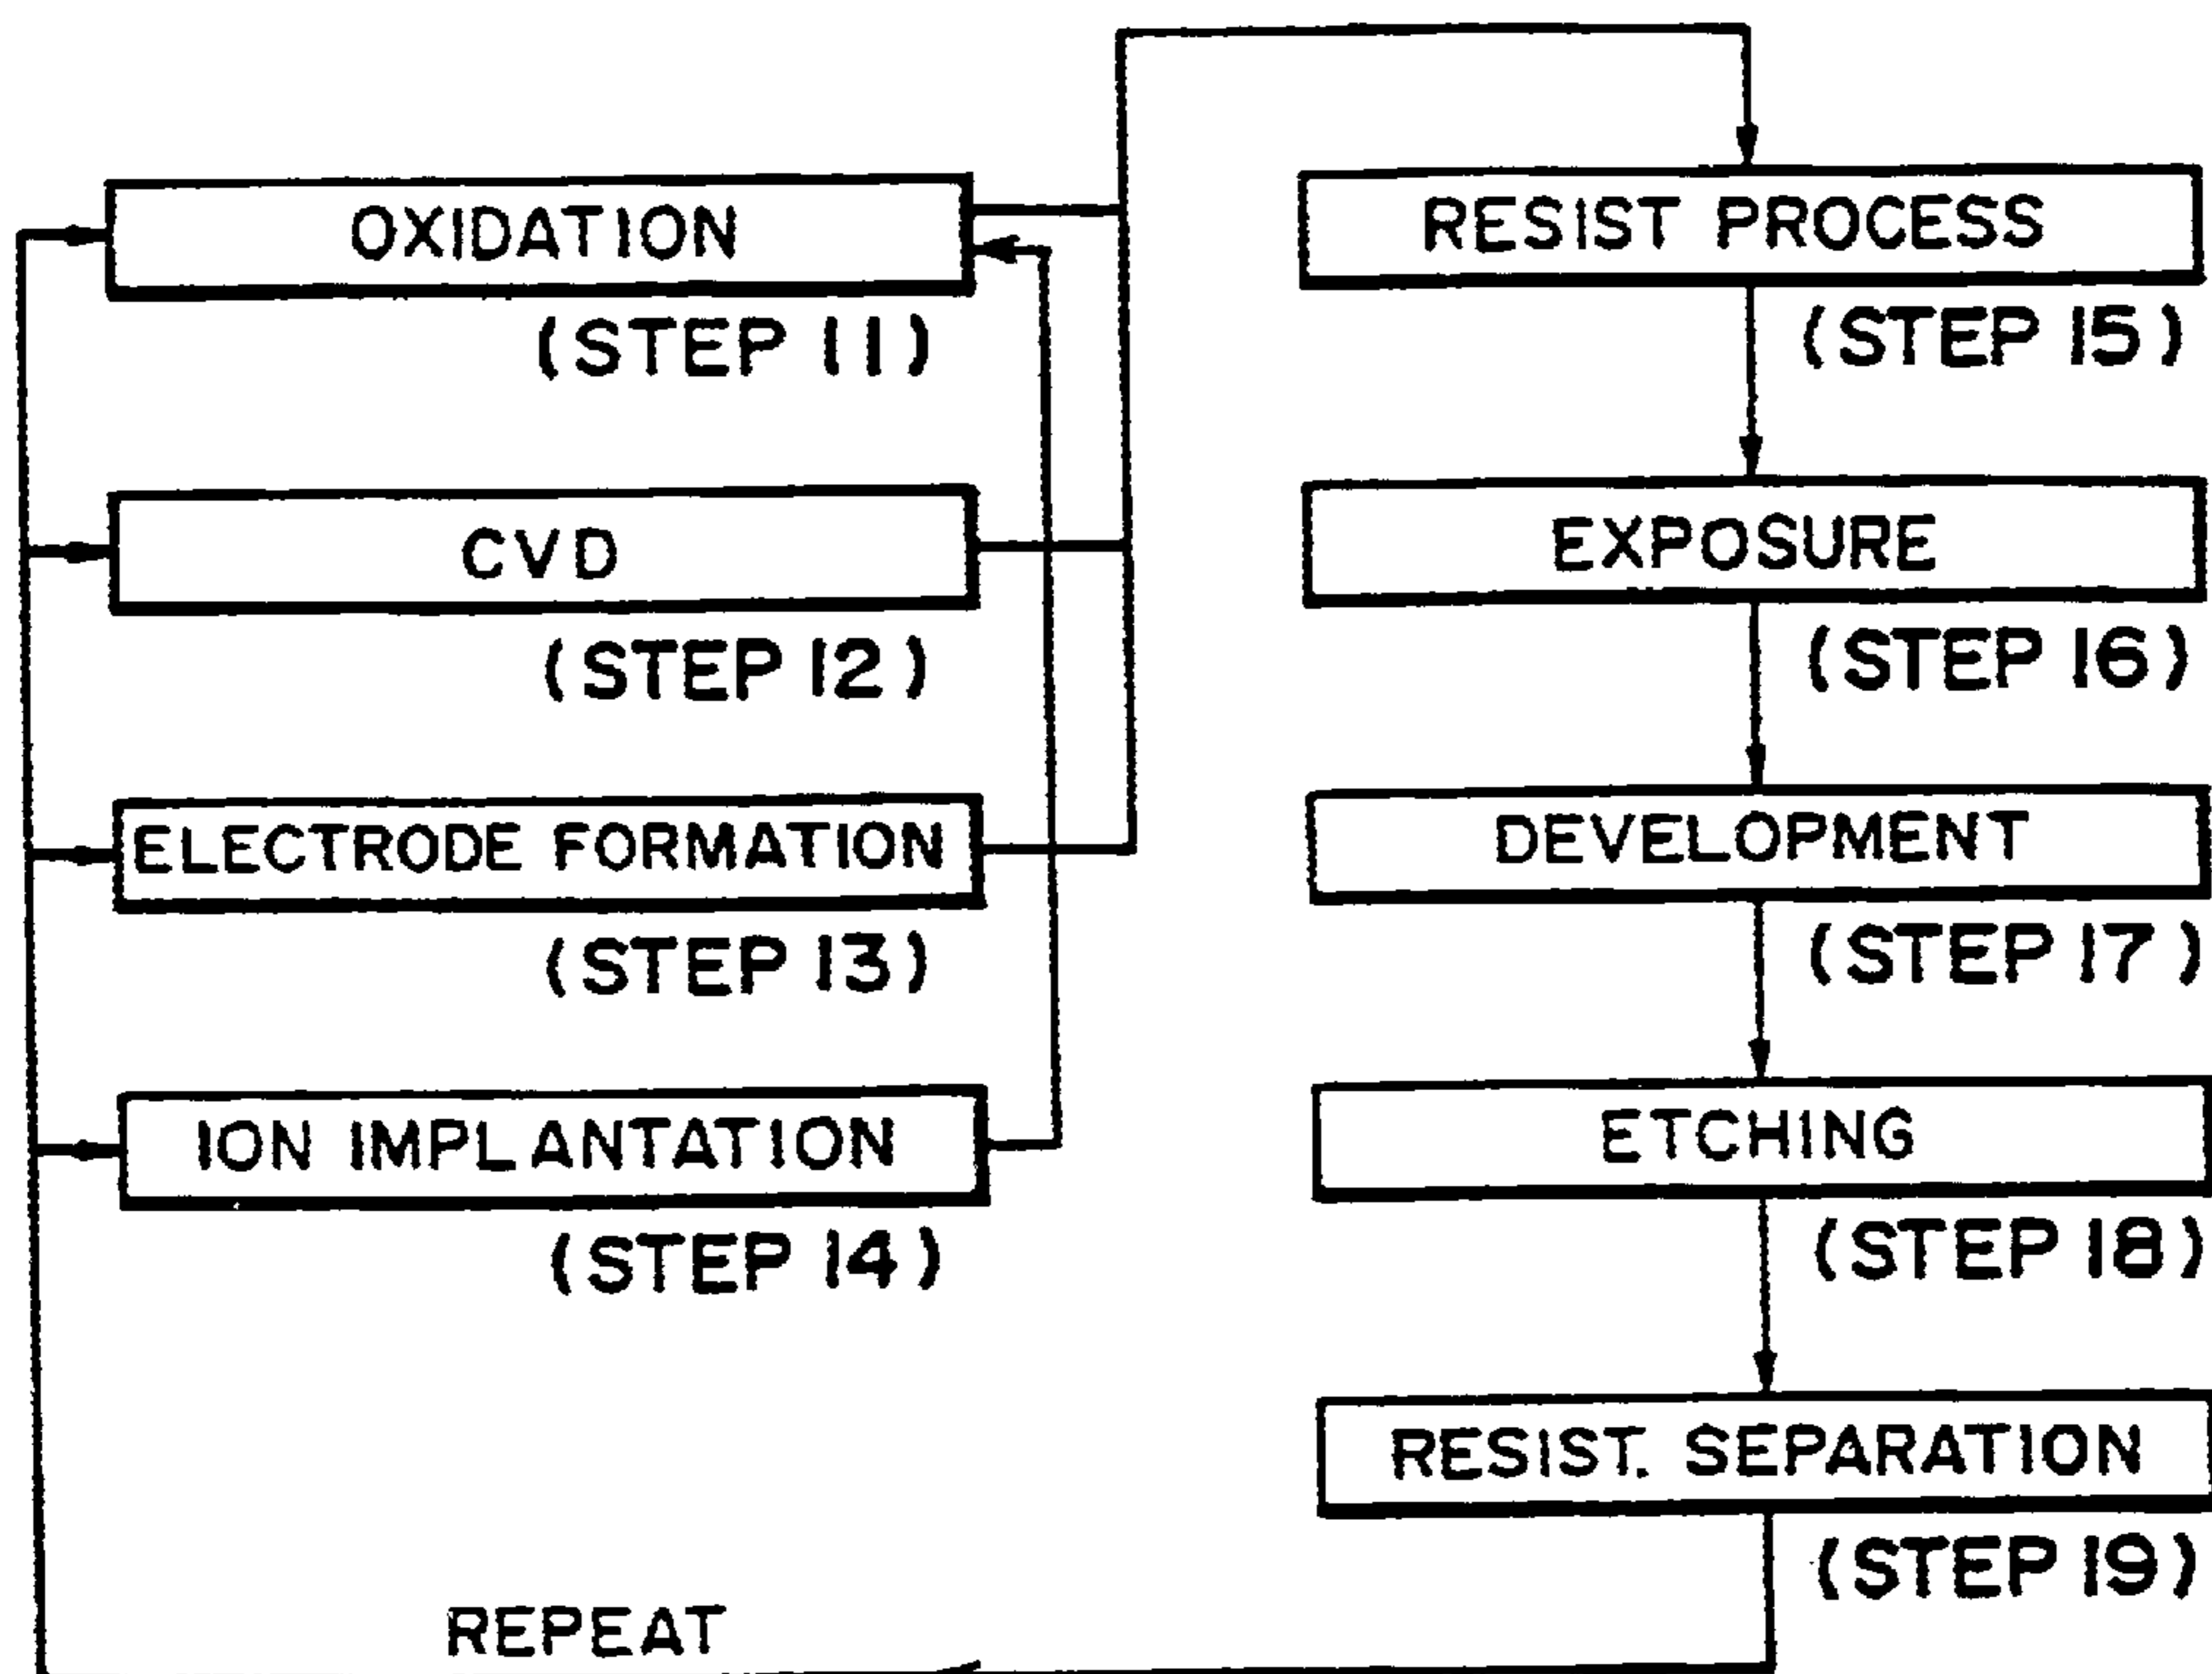 OXIDATION
(STEP 11)
CVD
(STEP 12)
ELECTRODE FORMATION
(STEP 13)
ION IMPLANTATION
(STEP 14)
RESIST PROCESS
(STEP 15)
EXPOSURE
(STEP 16)
DEVELOPMENT
(STEP 17)
ETCHING
(STEP 18)
RESIST. SEPARATION
(STEP 19)
REPEAT